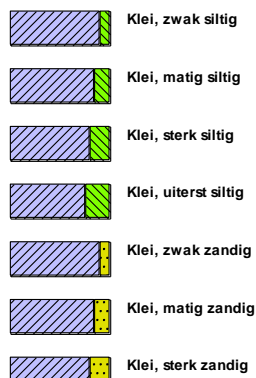 Klei, zwak siltig
Klei, matig siltig
Klei, sterk siltig
Klei, uiterst siltig
Klei, zwak zandig
Klei, matig zandig
Klei, sterk zandig